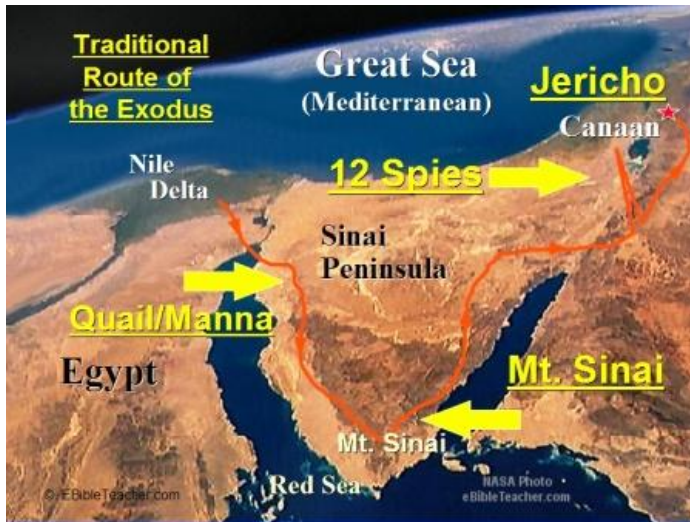 Traditional
Route of
the Exodus
Great Sea
(Mediterranean)
Jericho
Canaan
Nile
Delta
12 Spies
Sinai
Peninsula
Quail/Manna
Egypt
Mt. Sinai
Mt. Sinai
Red Sea
© EBibleTeacher.com
NASA Photo
eBibleTeacher.com